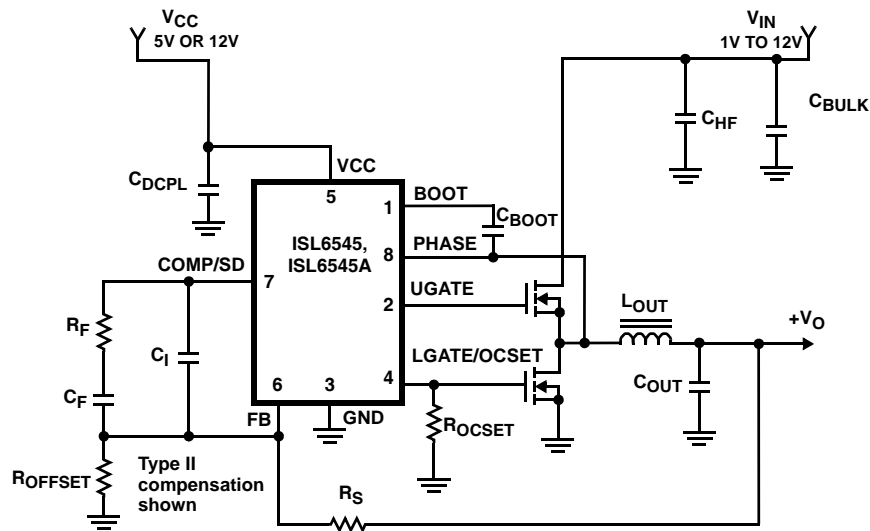 VCC
5V OR 12V
VIN
1V TO 12V
CHF
CBULK
CDCPL
VCC
5
BOOT
1
CBOOT
ISL6545,
ISL6545A
PHASE
8
COMP/SD
7
UGATE
2
LOUT
+VO
RF
CI
LGATE/OCSET
4
COUT
CF
6
3
FB
GND
ROCSET
ROFFSET
Type II
compensation
shown
RS